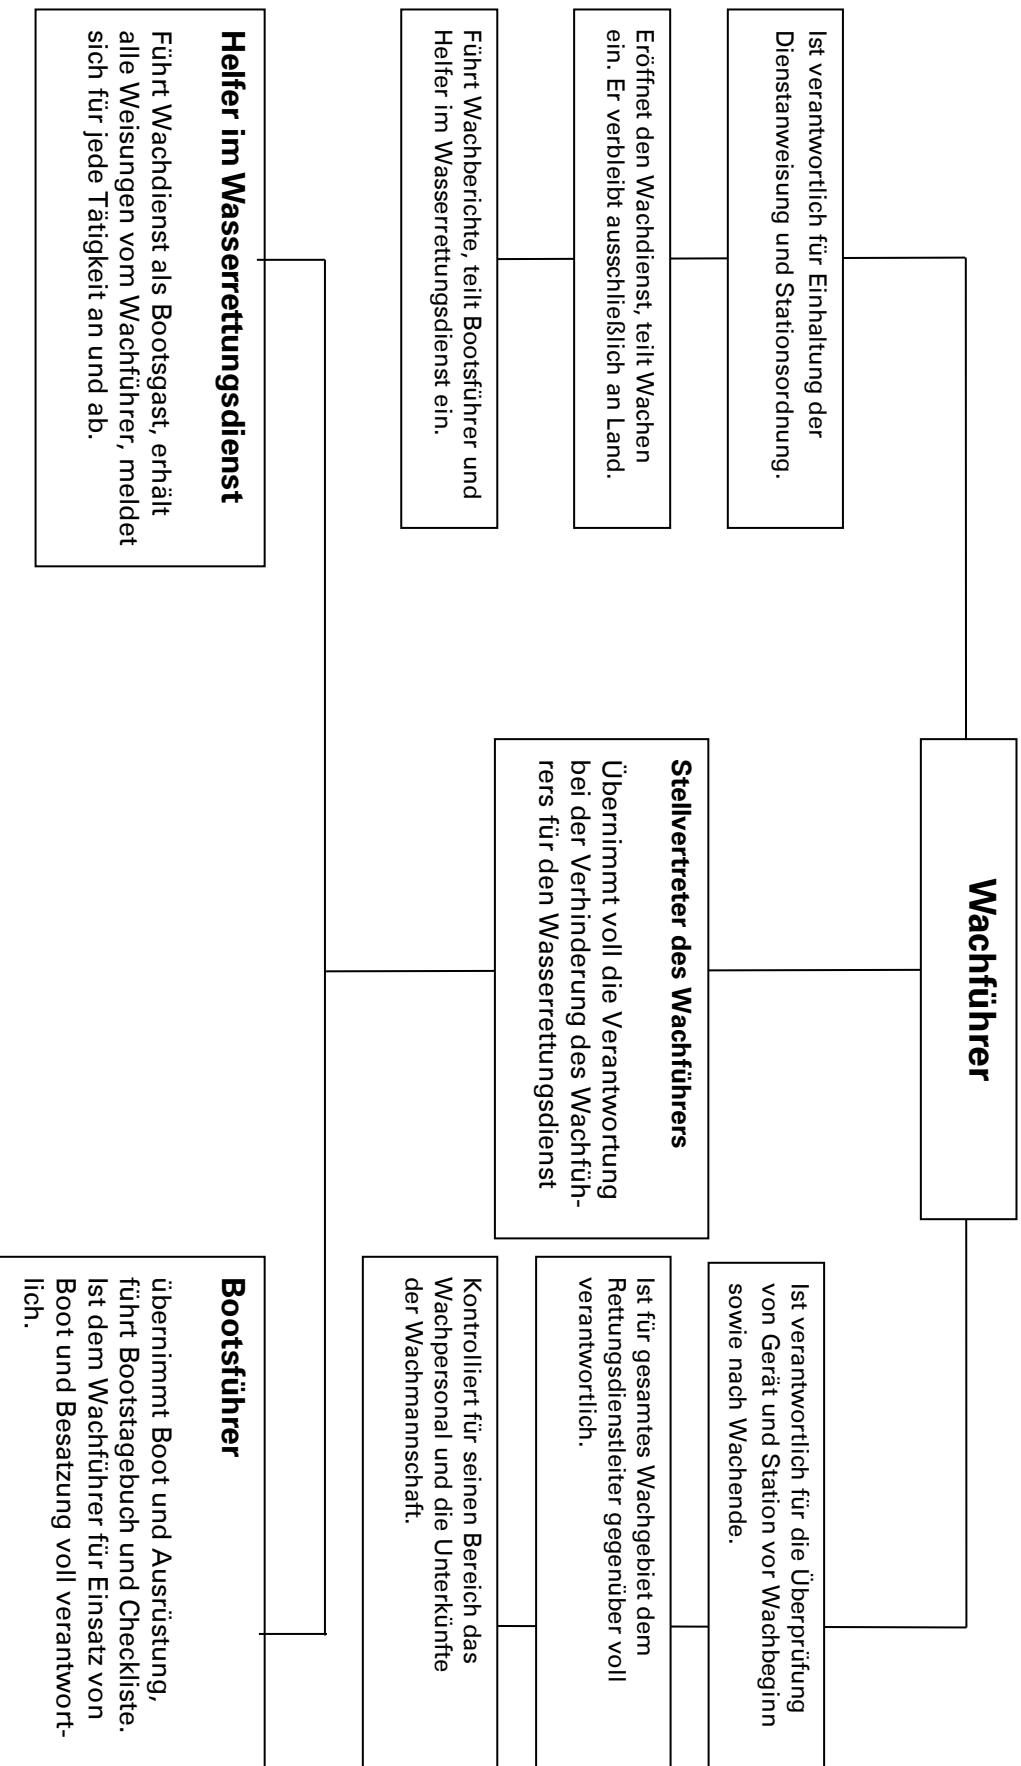 Wachführer
Ist verantwortlich für Einhaltung der
Dienstanweisung und Stationsordnung.
Eröffnet den Wachdienst, teilt Wachen
ein. Er verbleibt ausschließlich an Land.
Führt Wachberichte, teilt Bootsführer und
Helfer im Wasserrettungsdienst ein.
Stellvertreter des Wachführers
Übernimmt voll die Verantwortung
bei der Verhinderung des Wachfüh-
rers für den Wasserrettungsdienst
Ist verantwortlich für die Überprüfung
von Gerät und Station vor Wachbeginn
sowie nach Wachende.
Ist für gesamtes Wachgebiet dem
Rettungsdienstleiter gegenüber voll
verantwortlich.
Kontrolliert für seinen Bereich das
Wachpersonal und die Unterkünfte
der Wachmannschaft.
Helfer im Wasserrettungsdienst
Führt Wachdienst als Bootsgast, erhält
alle Weisungen vom Wachführer, meldet
sich für jede Tätigkeit an und ab.
Bootsführer
übernimmt Boot und Ausrüstung,
führt Bootstagebuch und Checkliste.
Ist dem Wachführer für Einsatz von
Boot und Besatzung voll verantwort-
lich.